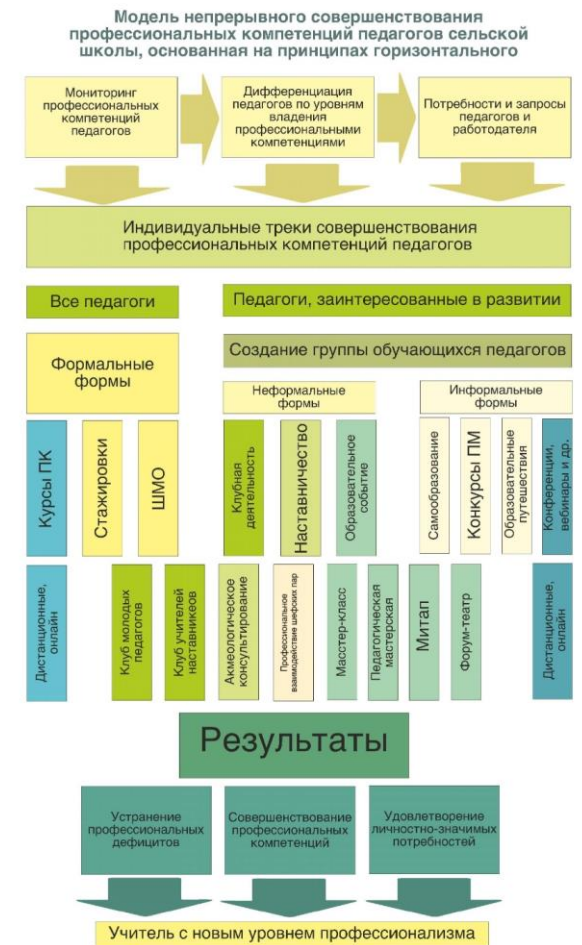 Модель непрерывного совершенствования
профессиональных компетенций педагогов сельской
школы, основанная на принципах горизонтального
Мониторинг
профессиональных
компетенций
педагогов
Дифференциация
педагогов по уровням
владения
профессиональными
компетенциями
Потребности и запросы
педагогов и
работодателя
Индивидуальные треки совершенствования
профессиональных компетенций педагогов
Все педагоги
Педагоги, заинтересованные в развитии
Формальные
формы
Создание группы обучающихся педагогов
Неформальные
формы
Информальные
формы
Курсы ПК
Стажировки
ШМО
Клубная
деятельность
Наставничество
Образовательное
событие
Самообразование
Конкурсы ПМ
Образовательные
путешествия
Конференции,
вебинары и др.
Дистанционные,
онлайн
Клуб молодых
педагогов
Клуб учителей
наставников
Акмеологическое
консультирование
Профессиональное
взаимодействие шефских пар
Масстер-класс
Педагогическая
мастерская
Митап
Форум-театр
Дистанционные,
онлайн
Результаты
Устранение
профессиональных
дефицитов
Совершенствование
профессиональных
компетенций
Удовлетворение
личностно-значимых
потребностей
Учитель с новым уровнем профессионализма